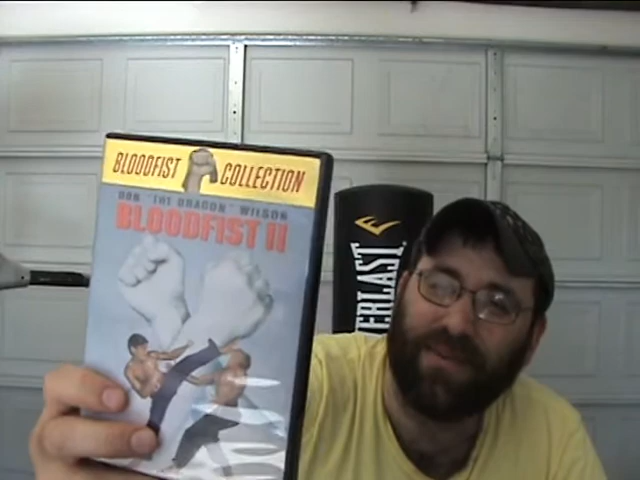 BLOODFIST COLLECTION
DON "THE DRAGON" WILSON
BLOODFIST II
EVERLAST